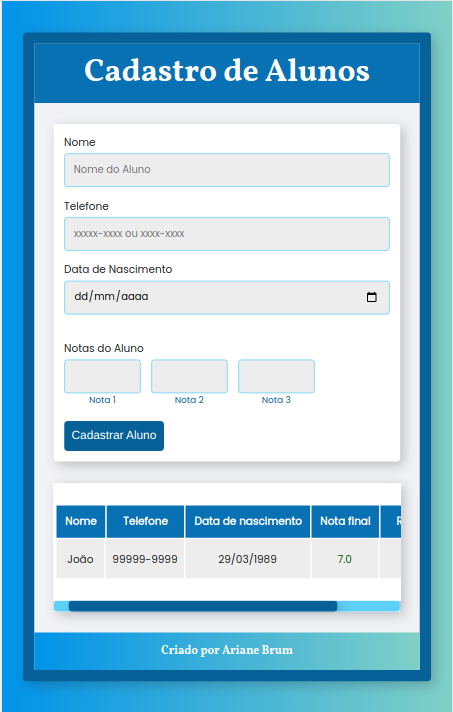 Cadastro de Alunos
Nome
Nome do Aluno
Telefone
xxxxx-xxxx ou xxxx-xxxx
Data de Nascimento
dd/mm/aaaa
Notas do Aluno
Nota 1 Nota 2 Nota 3
Cadastrar Aluno
Nome Telefone Data de nascimento Nota final
João 99999-9999 29/03/1989 7.0
Criado por Ariane Brum